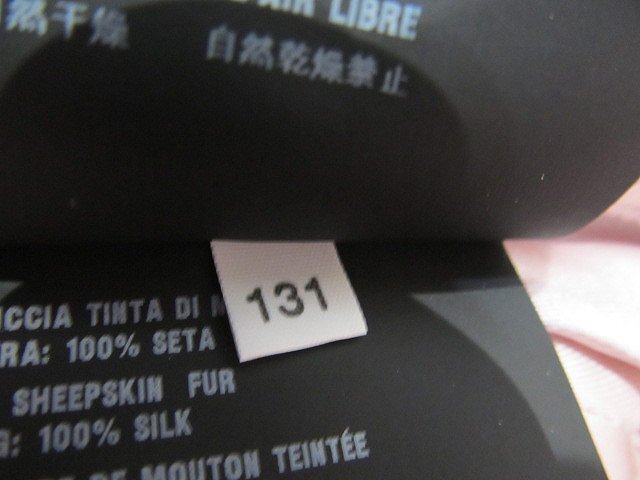 AIR LIBRE
然干燥 自然乾燥禁止
131
CCIA TINTA DI
RA: 100% SETA
SHEEPSKIN FUR
G: 100% SILK
DE MOUTON TEINTÉE